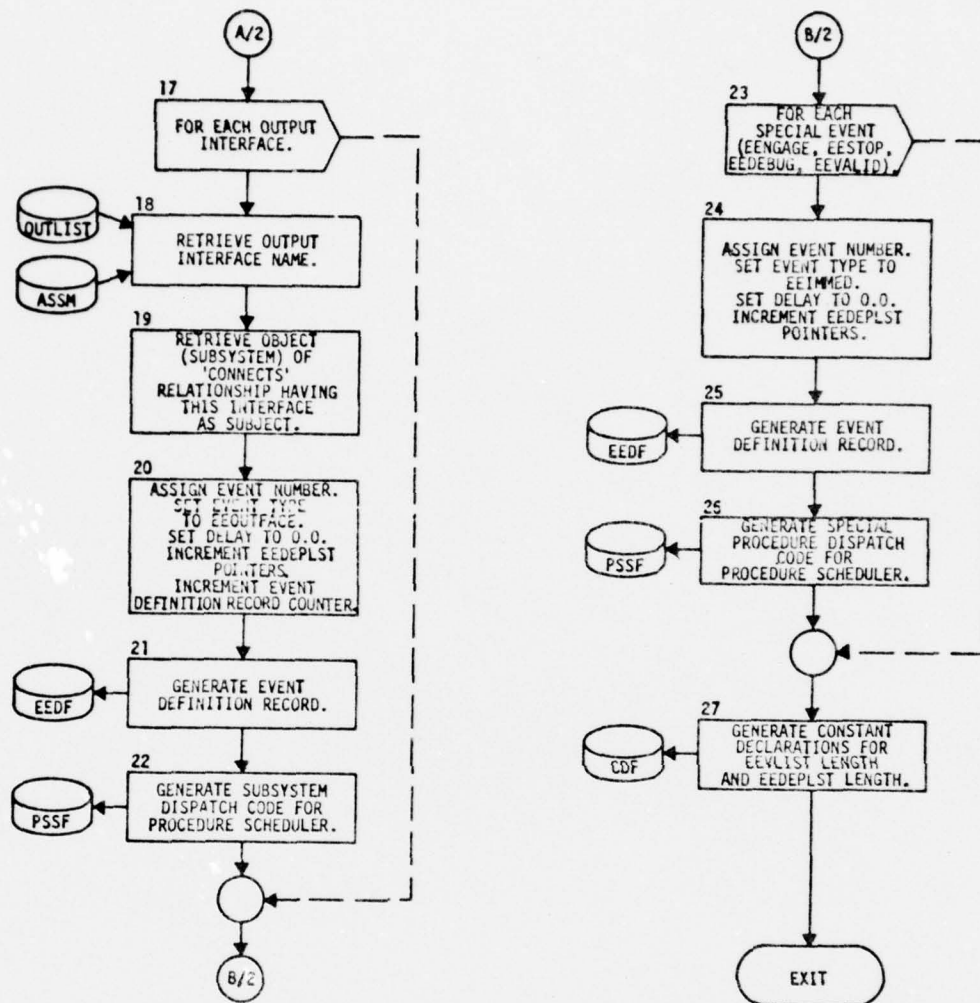 A/2
17
FOR EACH OUTPUT
INTERFACE.
OUTLIST
ASSM
18
RETRIEVE OUTPUT
INTERFACE NAME.
19
RETRIEVE OBJECT
(SUBSYSTEM) OF
'CONNECTS'
RELATIONSHIP HAVING
THIS INTERFACE
AS SUBJECT.
20
ASSIGN EVENT NUMBER.
SET EVENT TYPE
TO EEOUTFACE.
SET DELAY TO 0.0.
INCREMENT EEDEPLST
POINTERS.
INCREMENT EVENT
DEFINITION RECORD COUNTER.
21
EEDF
GENERATE EVENT
DEFINITION RECORD.
22
PSSF
GENERATE SUBSYSTEM
DISPATCH CODE FOR
PROCEDURE SCHEDULER.
B/2
B/2
23
FOR EACH
SPECIAL EVENT
(EENGAGE, EESTOP,
EEDEBUG, EEVALID).
24
ASSIGN EVENT NUMBER.
SET EVENT TYPE TO
EEIMMED.
SET DELAY TO 0.0.
INCREMENT EEDEPLST
POINTERS.
25
EEDF
GENERATE EVENT
DEFINITION RECORD.
26
PSSF
GENERATE SPECIAL
PROCEDURE DISPATCH
CODE FOR
PROCEDURE SCHEDULER.
27
CDF
GENERATE CONSTANT
DECLARATIONS FOR
EEVLIST LENGTH
AND EEDEPLST LENGTH.
EXIT